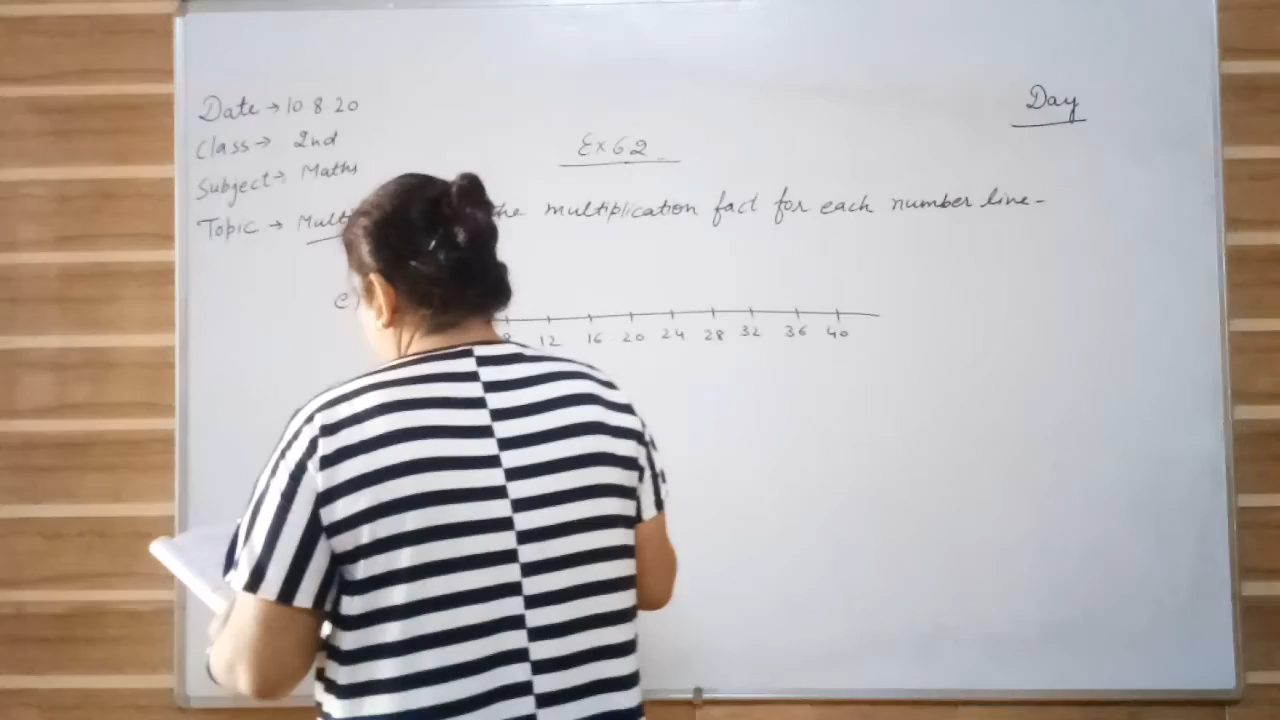 Day
Date → 10 8 20
Class → 2nd
Ex 6 2
Subject → Maths
Topic → the multiplication fact for each number line -
e)
8 12 16 20 24 28 32 36 40